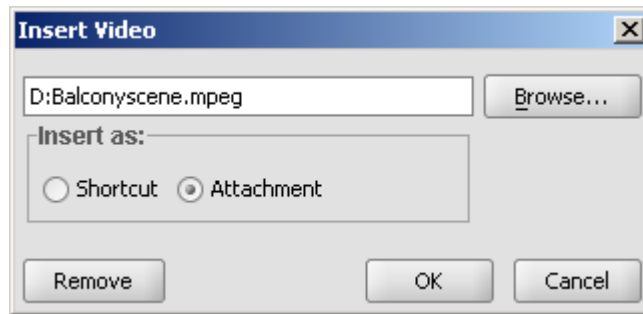 Insert Video
D:Balconyscene.mpeg Browse...
Insert as:
Shortcut Attachment
Remove OK Cancel